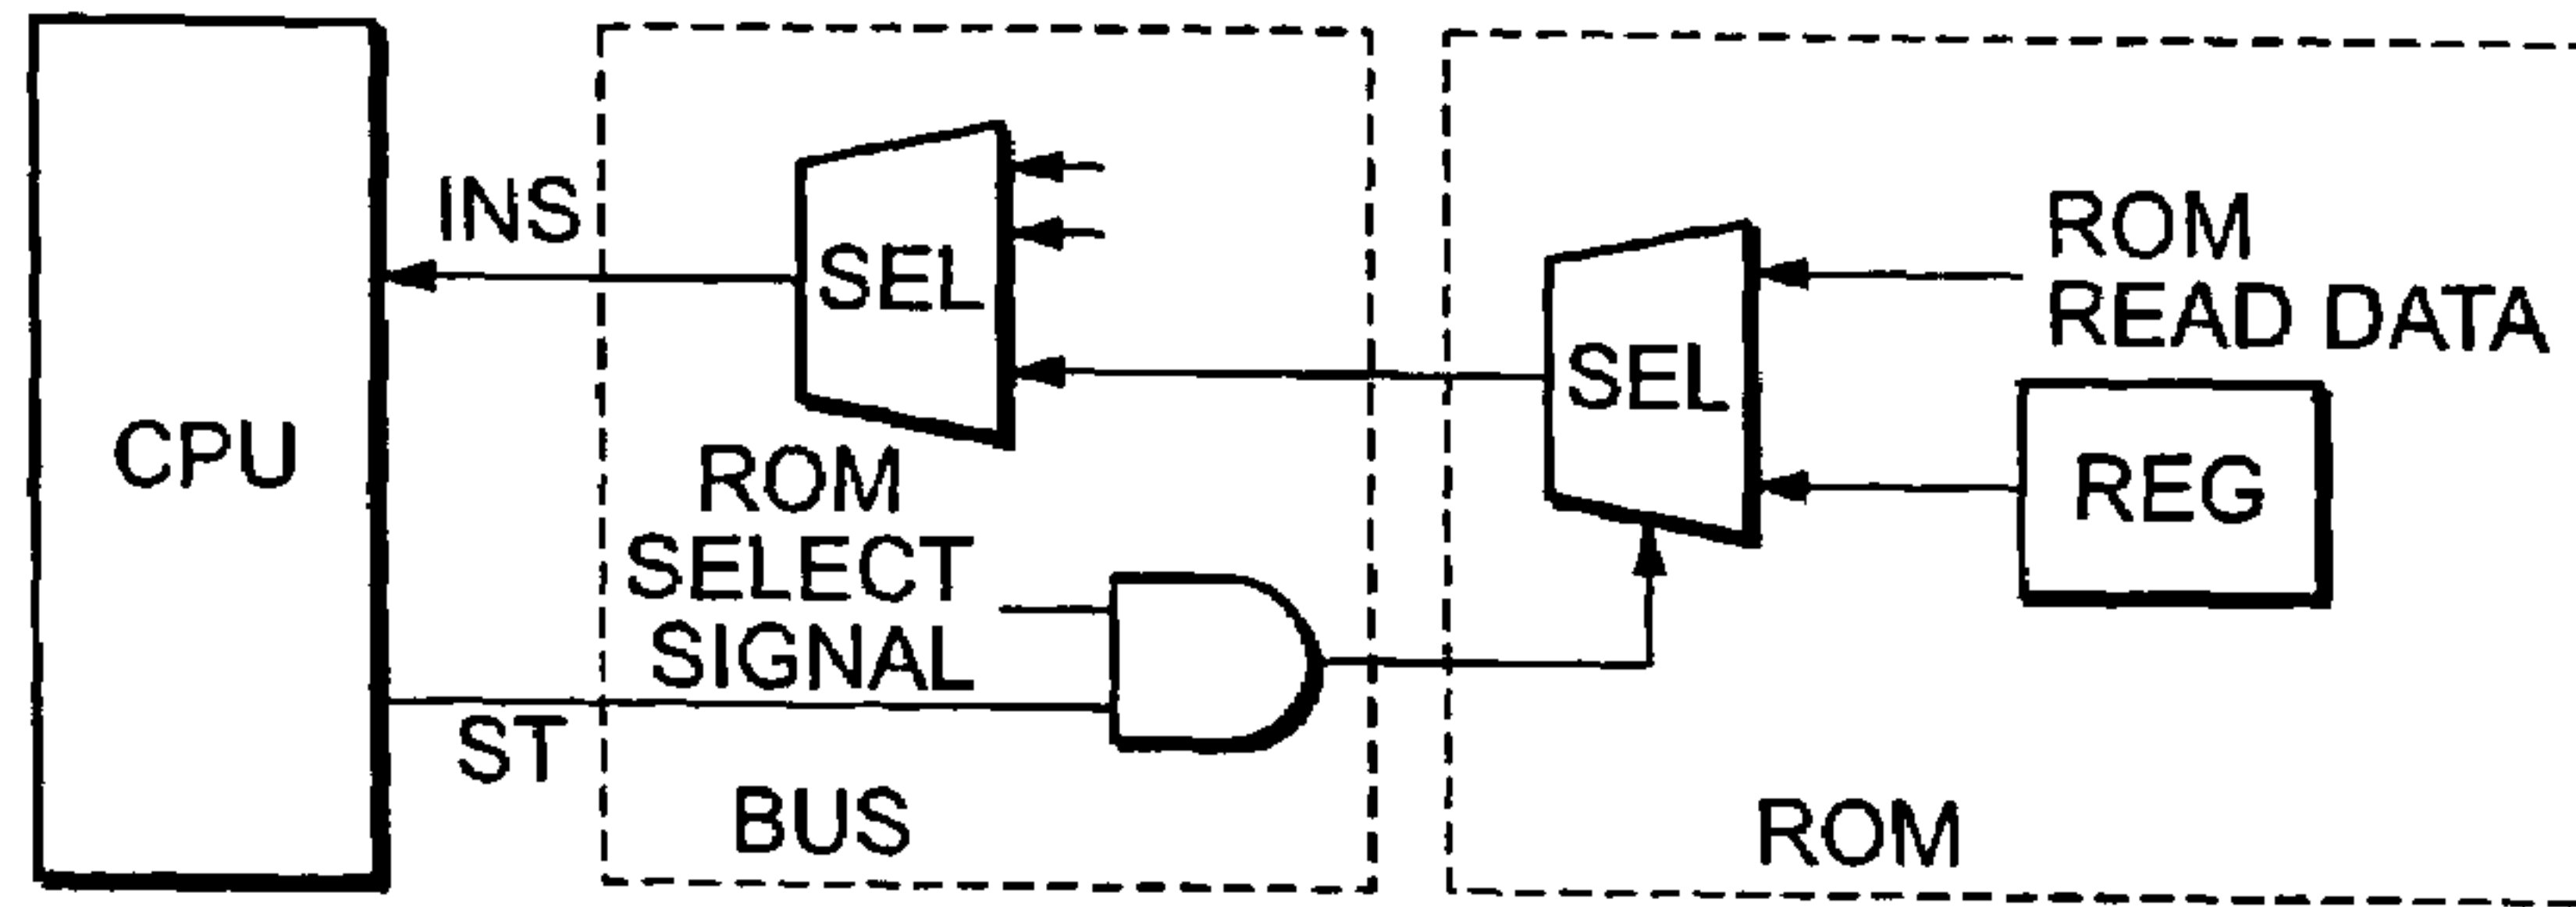 CPU
INS
ST
SEL
ROM
SELECT
SIGNAL
BUS
SEL
ROM
READ DATA
REG
ROM